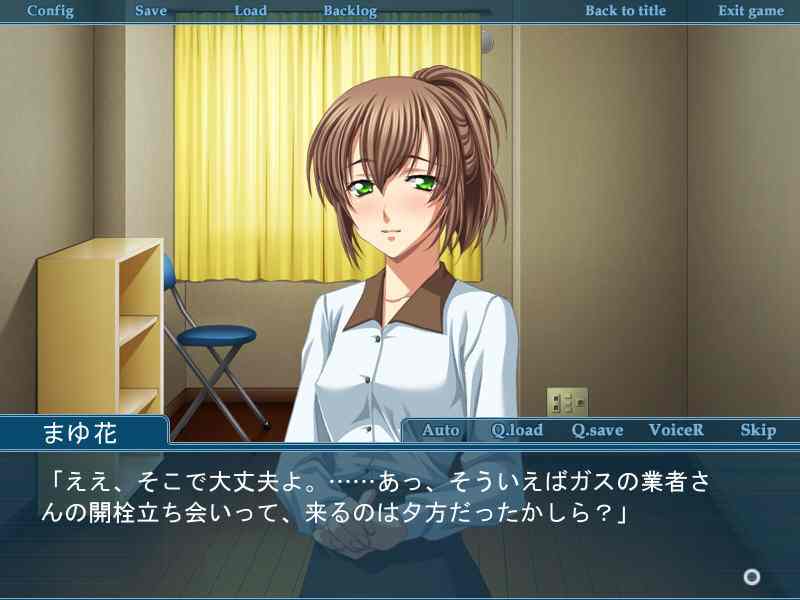 Config Save Load Backlog Back to title Exit game
まゆ花
Auto Q.load Q.save VoiceR Skip
「ええ、そこで大丈夫よ。……あっ、そういえばガスの業者さ
んの開栓立ち会いって、来るのは夕方だったかしら？」